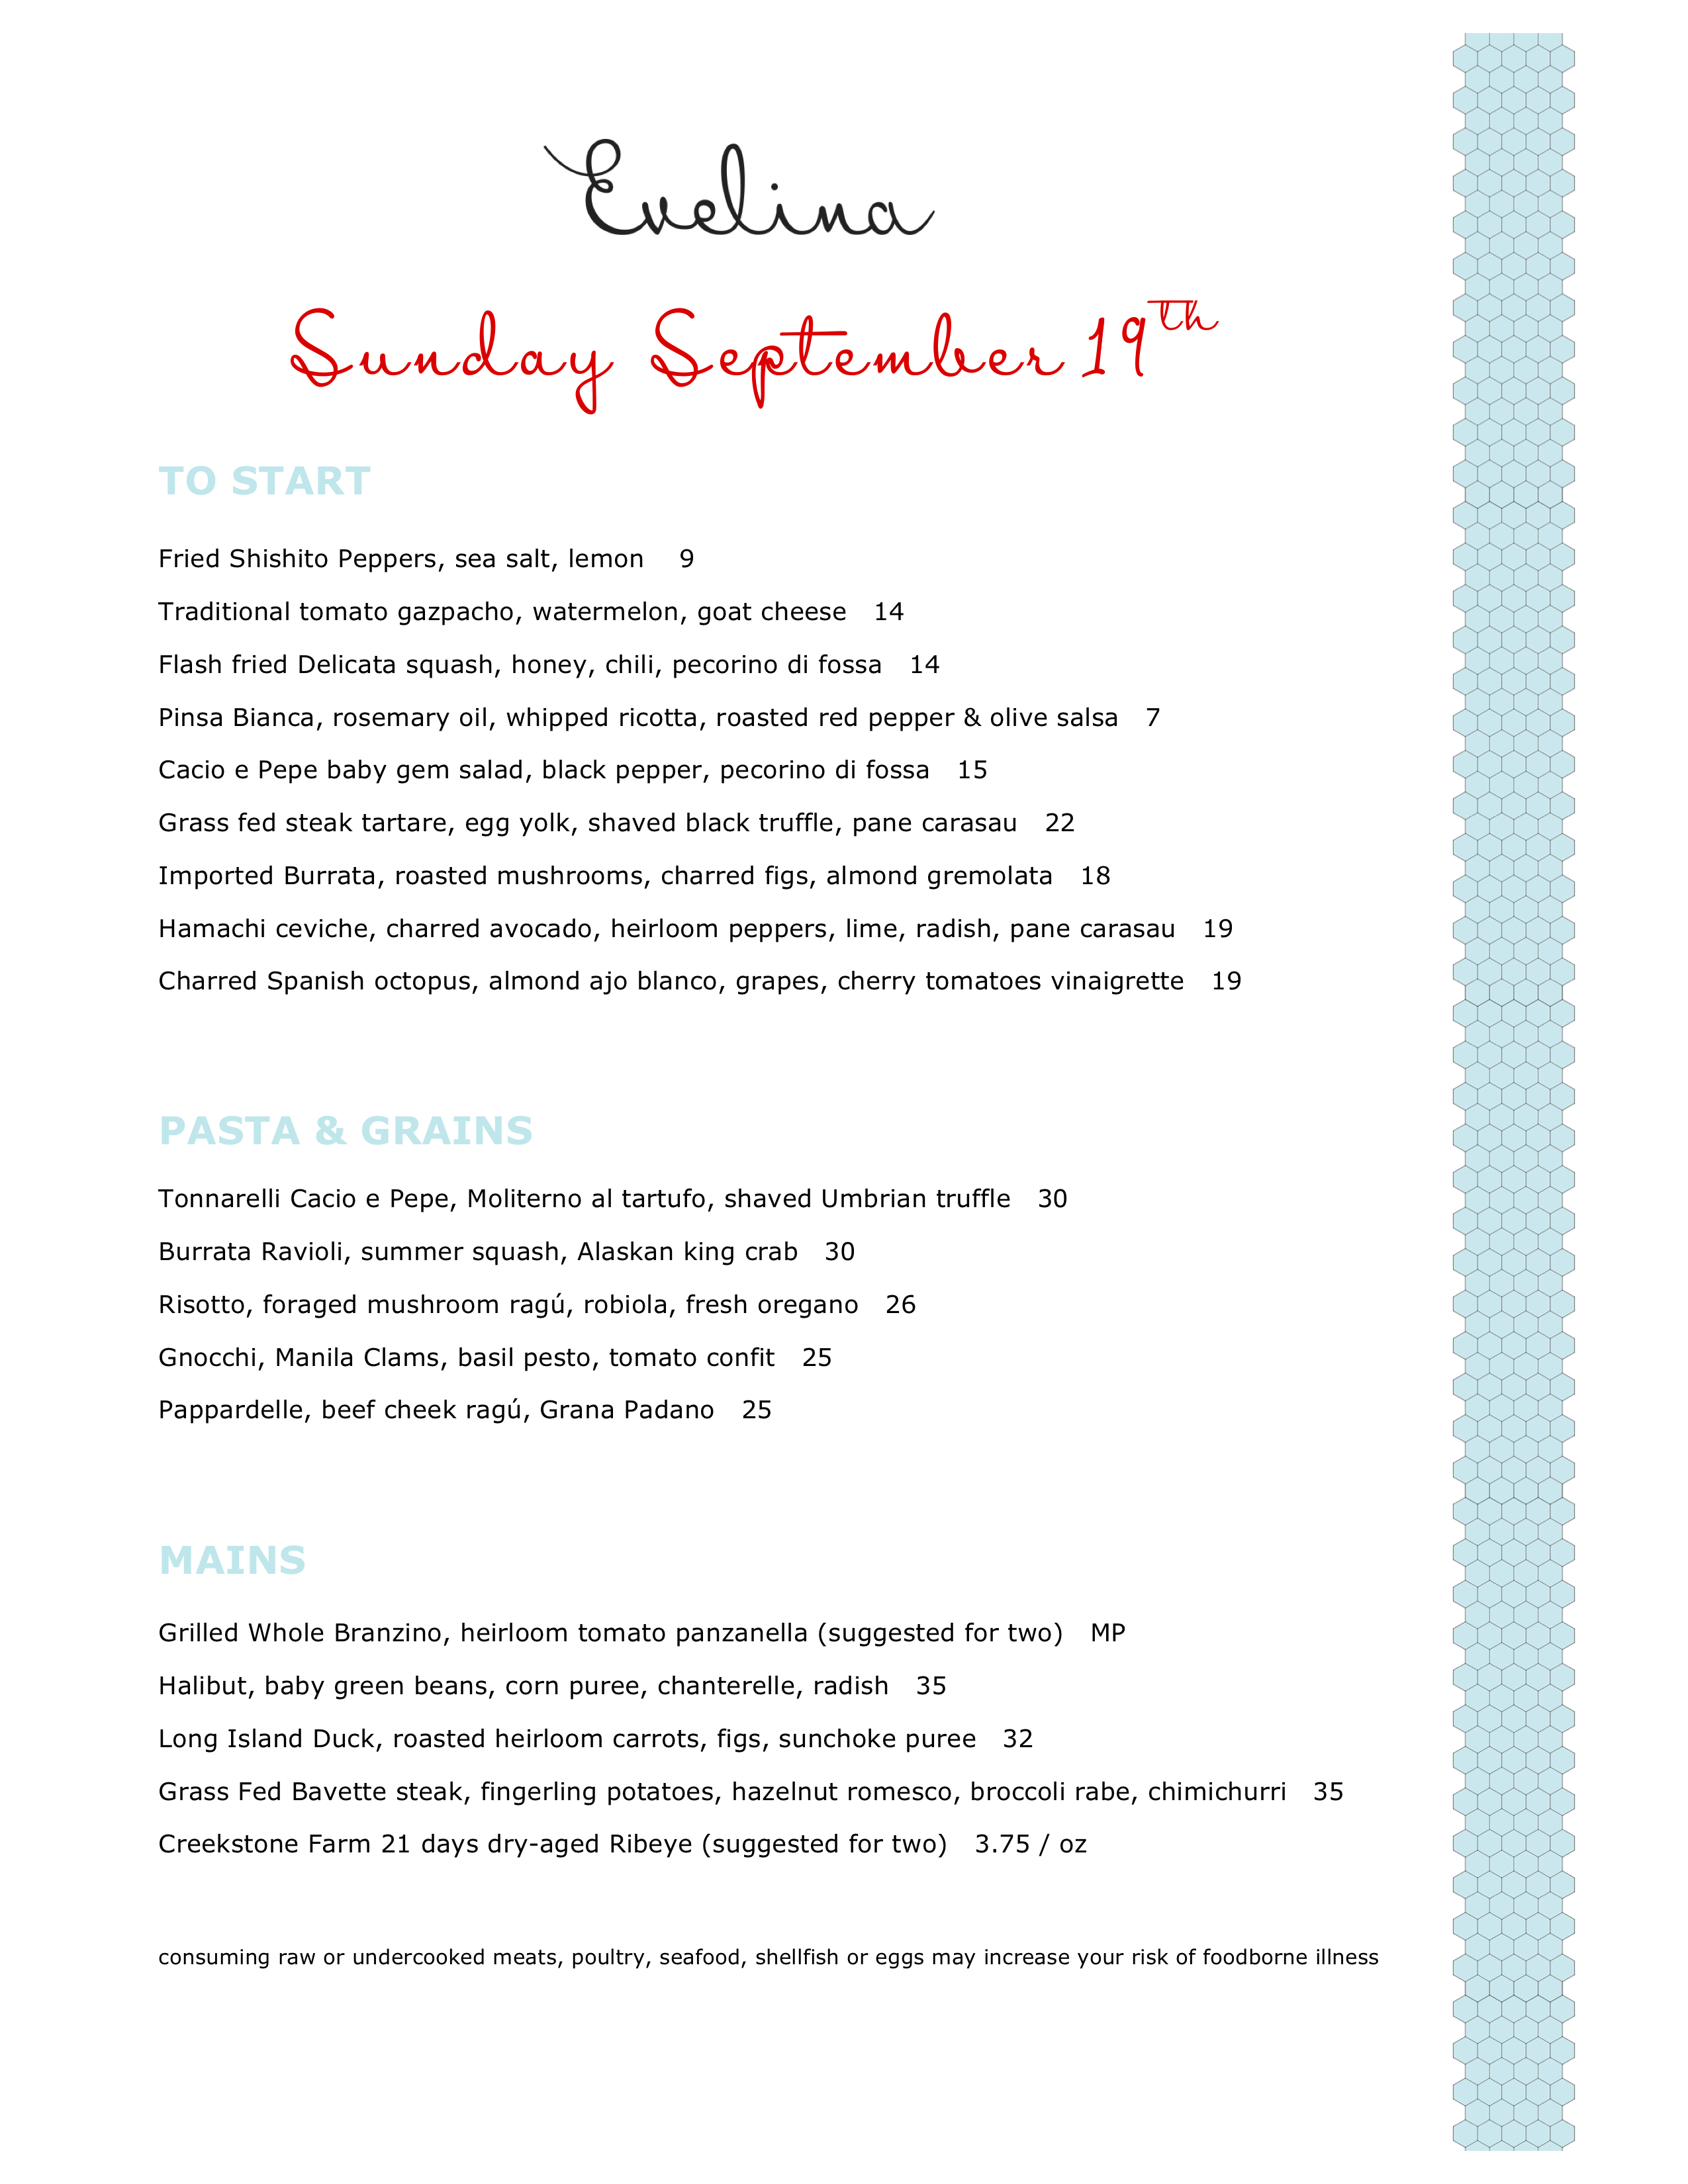 Evelina
Sunday September 19th
TO START
Fried Shishito Peppers, sea salt, lemon 9
Traditional tomato gazpacho, watermelon, goat cheese 14
Flash fried Delicata squash, honey, chili, pecorino di fossa 14
Pinsa Bianca, rosemary oil, whipped ricotta, roasted red pepper & olive salsa 7
Cacio e Pepe baby gem salad, black pepper, pecorino di fossa 15
Grass fed steak tartare, egg yolk, shaved black truffle, pane carasau 22
Imported Burrata, roasted mushrooms, charred figs, almond gremolata 18
Hamachi ceviche, charred avocado, heirloom peppers, lime, radish, pane carasau 19
Charred Spanish octopus, almond ajo blanco, grapes, cherry tomatoes vinaigrette 19
PASTA & GRAINS
Tonnarelli Cacio e Pepe, Moliterno al tartufo, shaved Umbrian truffle 30
Burrata Ravioli, summer squash, Alaskan king crab 30
Risotto, foraged mushroom ragú, robiola, fresh oregano 26
Gnocchi, Manila Clams, basil pesto, tomato confit 25
Pappardelle, beef cheek ragú, Grana Padano 25
MAINS
Grilled Whole Branzino, heirloom tomato panzanella (suggested for two) MP
Halibut, baby green beans, corn puree, chanterelle, radish 35
Long Island Duck, roasted heirloom carrots, figs, sunchoke puree 32
Grass Fed Bavette steak, fingerling potatoes, hazelnut romesco, broccoli rabe, chimichurri 35
Creekstone Farm 21 days dry-aged Ribeye (suggested for two) 3.75 / oz
consuming raw or undercooked meats, poultry, seafood, shellfish or eggs may increase your risk of foodborne illness